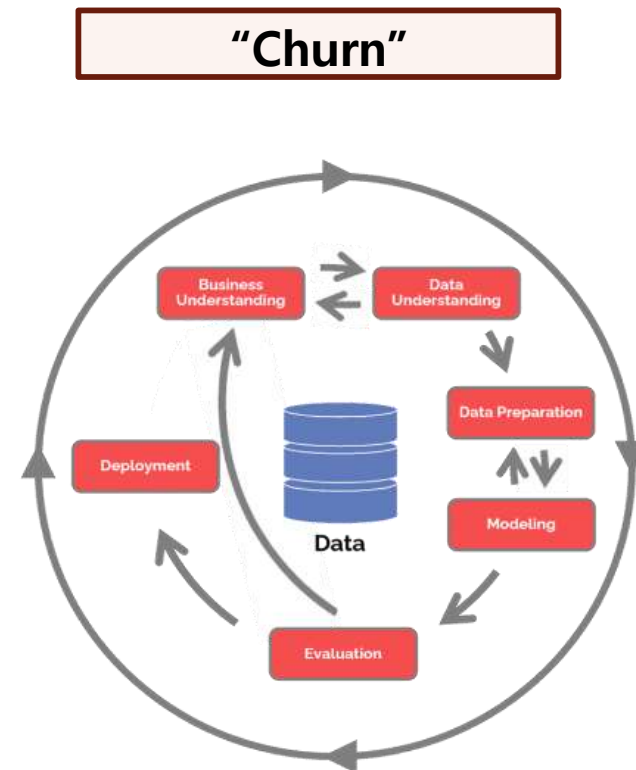 “Churn”
Business
Understanding
Data
Understanding
Data Preparation
Deployment
Modeling
Data
Evaluation